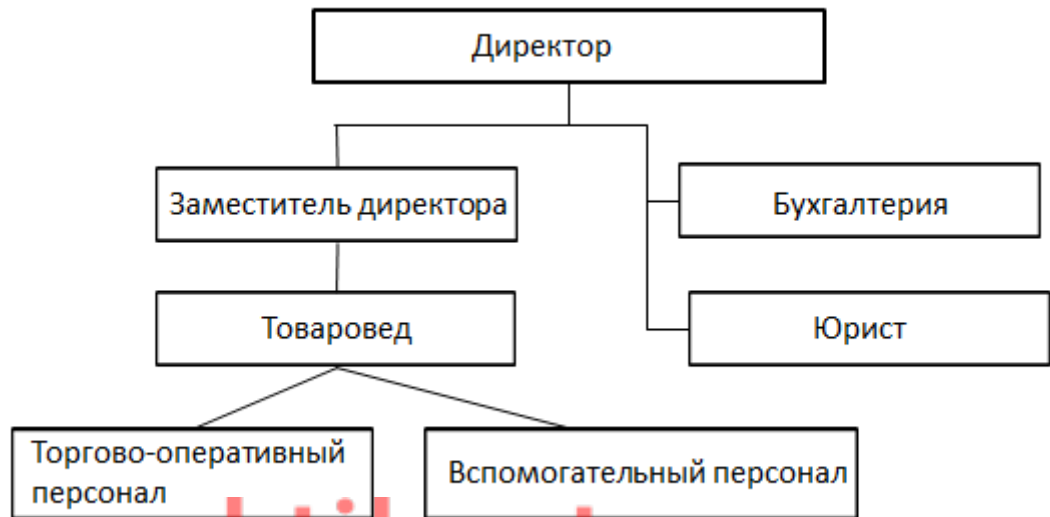 Директор
Заместитель директора
Бухгалтерия
Товаровед
Юрист
Торгово-оперативный
персонал
Вспомогательный персонал